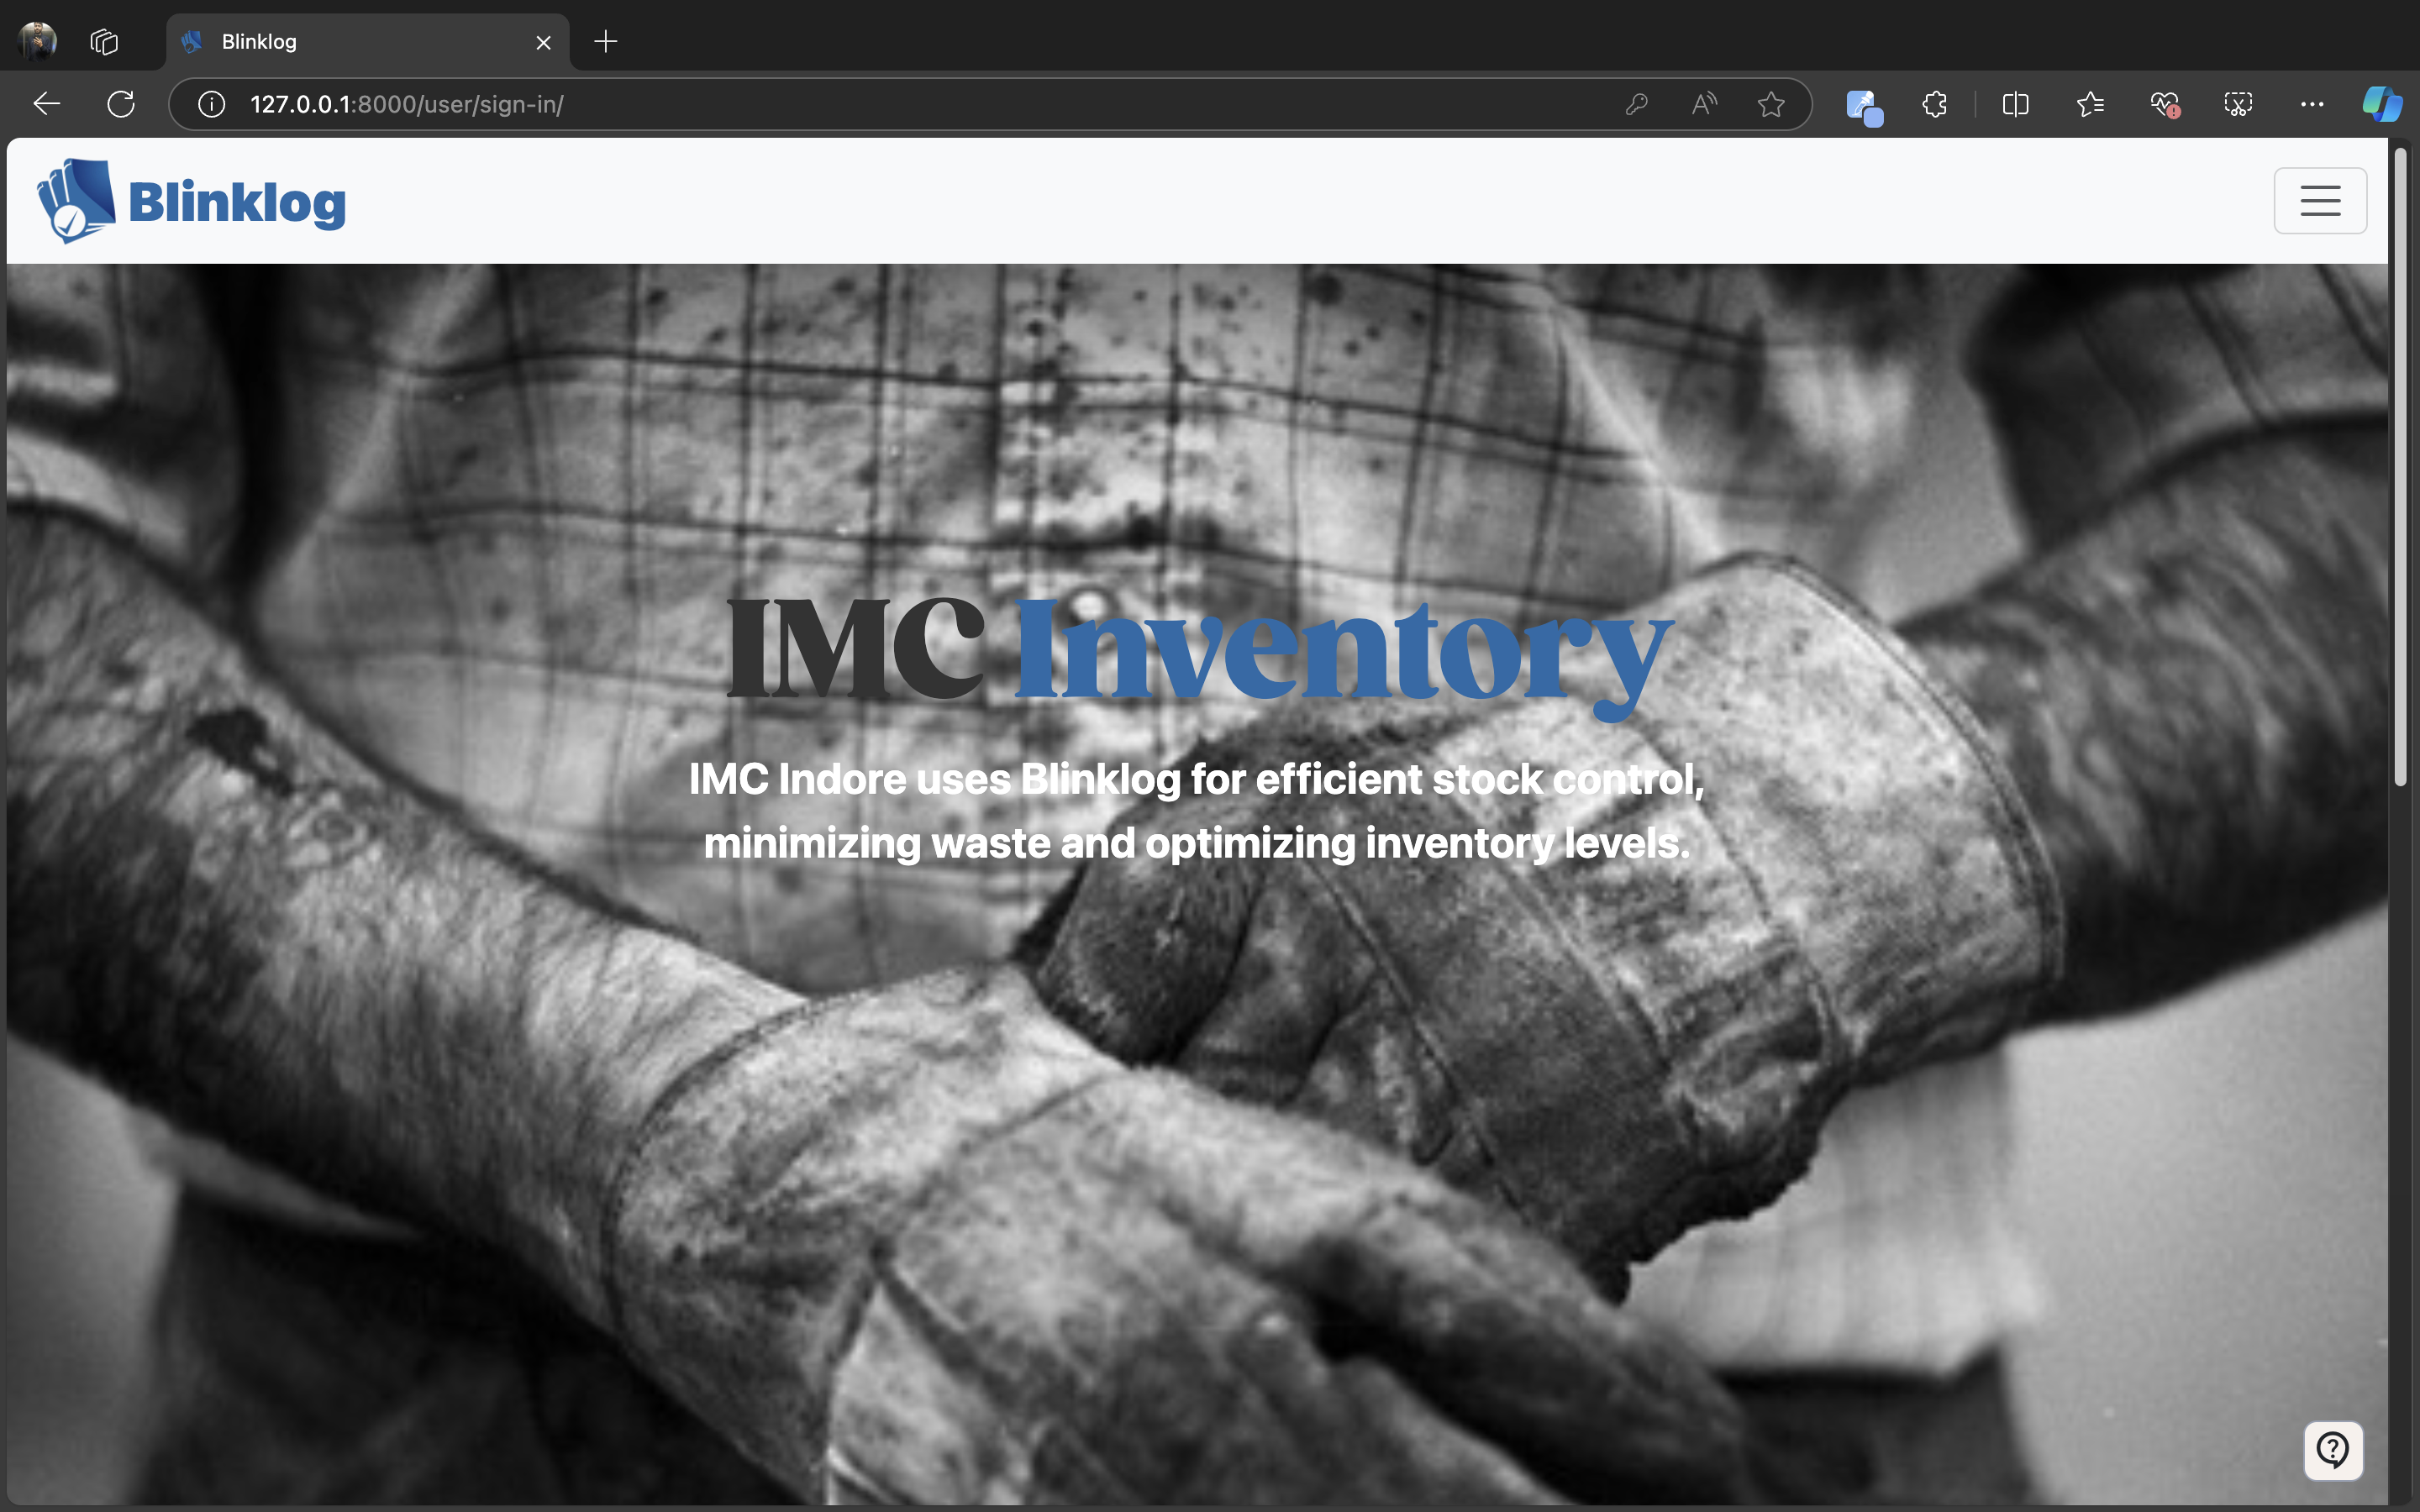 Blinklog
127.0.0.1:8000/user/sign-in/
Blinklog
IMC Inventory
IMC Indore uses Blinklog for efficient stock control,
minimizing waste and optimizing inventory levels.